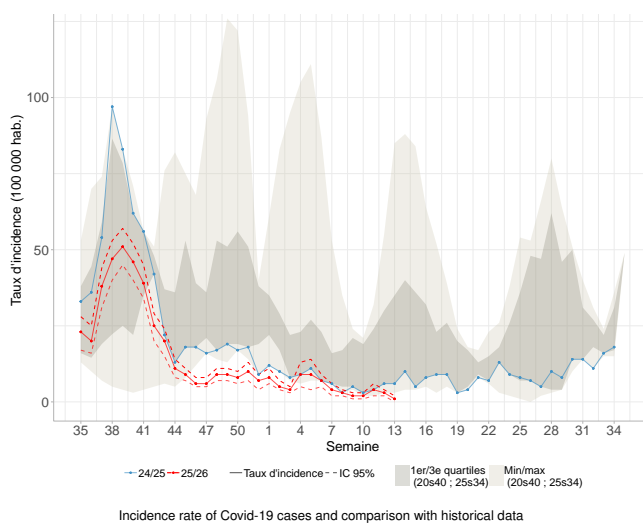 Taux d'incidence (100 000 hab.)
100
50
0
35 38 41 44 47 50 1 4 7 10 13 16 19 22 25 28 31 34
Semaine
24/25 25/26 Taux d'incidence IC 95% 1er/3e quartiles Min/max
(20s40 ; 25s34) (20s40 ; 25s34)
Incidence rate of Covid-19 cases and comparison with historical data